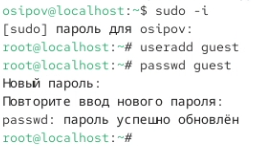 osipov@localhost:~$ sudo -i
[sudo] пароль для osipov:
root@localhost:~# useradd guest
root@localhost:~# passwd guest
Новый пароль:
Повторите ввод нового пароля:
passwd: пароль успешно обновлён
root@localhost:~#